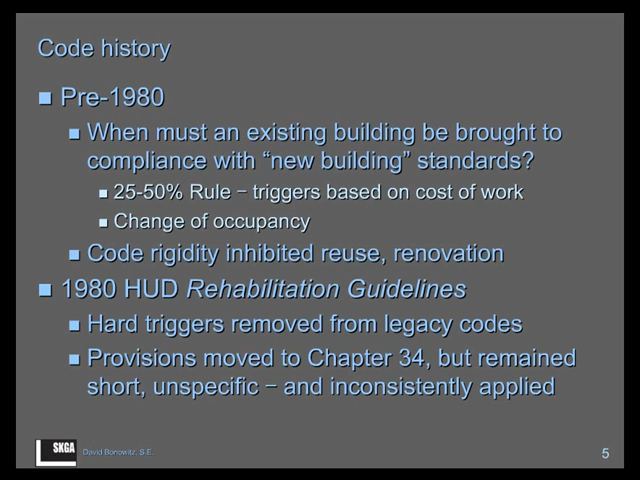 Code history
Pre-1980
When must an existing building be brought to
compliance with “new building” standards?
25-50% Rule – triggers based on cost of work
Change of occupancy
Code rigidity inhibited reuse, renovation
1980 HUD Rehabilitation Guidelines
Hard triggers removed from legacy codes
Provisions moved to Chapter 34, but remained
short, unspecific – and inconsistently applied
SKGA
David Bonowitz, S.E.
5